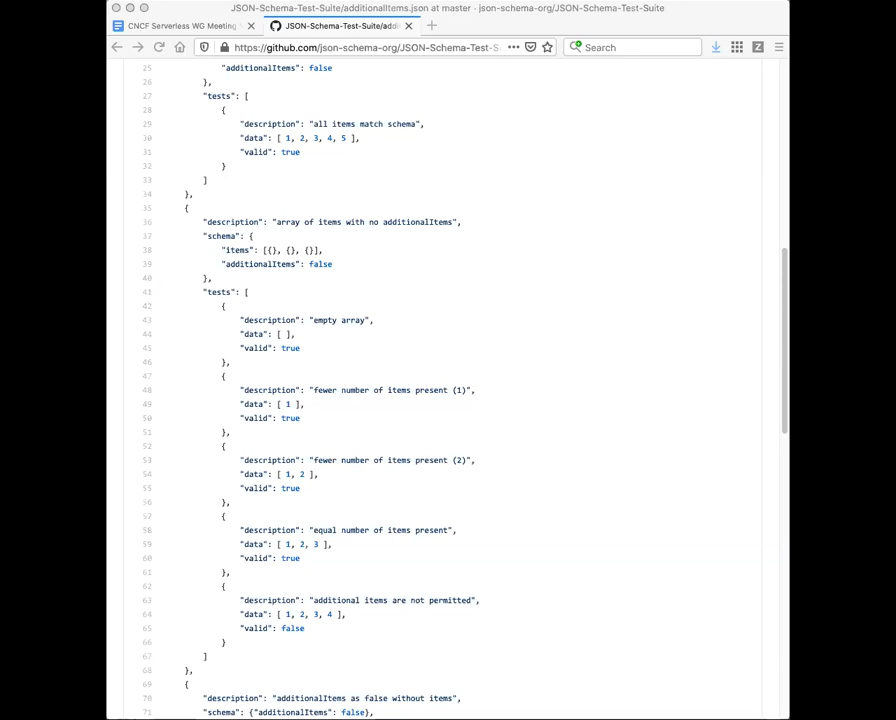 JSON-Schema-Test-Suite/additionalItems.json at master · json-schema-org/JSON-Schema-Test-Suite
CNCF Serverless WG Meeting
JSON-Schema-Test-Suite/addi
https://github.com/json-schema-org/JSON-Schema-Test-S
Search
25 "additionalItems": false
26 },
27 "tests": [
28 {
29 "description": "all items match schema",
30 "data": [ 1, 2, 3, 4, 5 ],
31 "valid": true
32 }
33 ]
34 },
35 {
36 "description": "array of items with no additionalItems",
37 "schema": {
38 "items": [{}, {}, {}],
39 "additionalItems": false
40 },
41 "tests": [
42 {
43 "description": "empty array",
44 "data": [ ],
45 "valid": true
46 },
47 {
48 "description": "fewer number of items present (1)",
49 "data": [ 1 ],
50 "valid": true
51 },
52 {
53 "description": "fewer number of items present (2)",
54 "data": [ 1, 2 ],
55 "valid": true
56 },
57 {
58 "description": "equal number of items present",
59 "data": [ 1, 2, 3 ],
60 "valid": true
61 },
62 {
63 "description": "additional items are not permitted",
64 "data": [ 1, 2, 3, 4 ],
65 "valid": false
66 }
67 ]
68 },
69 {
70 "description": "additionalItems as false without items",
71 "schema": {"additionalItems": false},